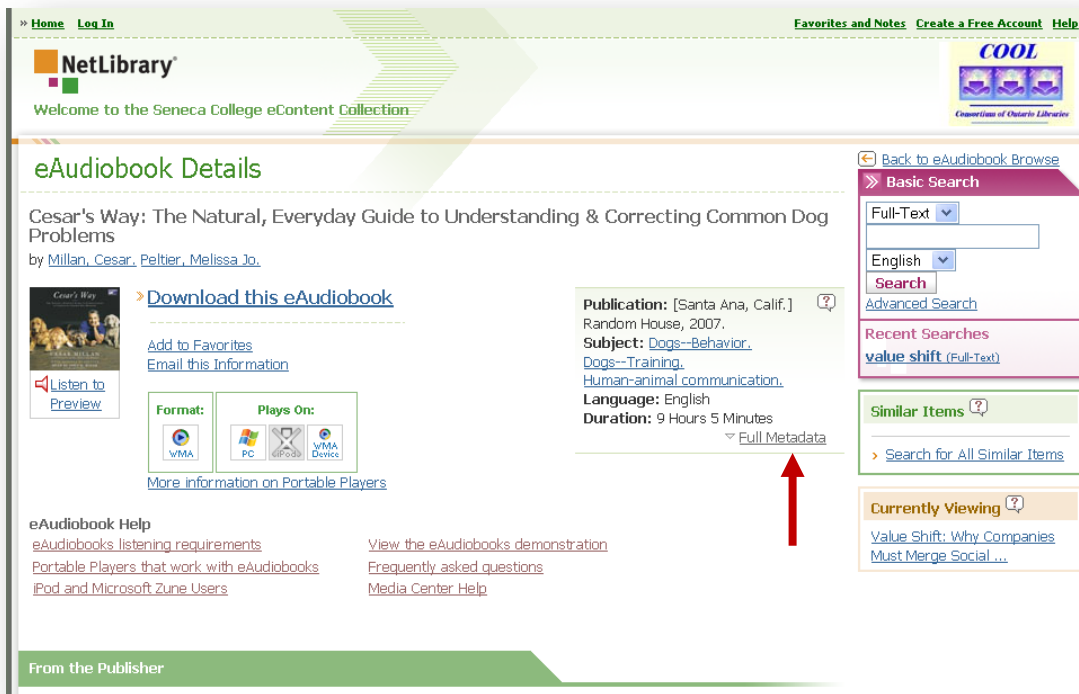 » Home Log In
Favorites and Notes Create a Free Account Help
NetLibrary®
Welcome to the Seneca College eContent Collection
COOL
Consortium of Ontario Libraries
eAudiobook Details
Cesar's Way: The Natural, Everyday Guide to Understanding & Correcting Common Dog
Problems
by Millan, Cesar. Peltier, Melissa Jo.
Cesar's Way
CESAR MILLAN
Listen to
Preview
Download this eAudiobook
Add to Favorites
Email this Information
Format:
WMA
Plays On:
PC
iPod
WMA
Device
More information on Portable Players
Publication: [Santa Ana, Calif.]
Random House, 2007.
Subject: Dogs--Behavior.
Dogs--Training.
Human-animal communication.
Language: English
Duration: 9 Hours 5 Minutes
Full Metadata
eAudiobook Help
eAudiobooks listening requirements
Portable Players that work with eAudiobooks
iPod and Microsoft Zune Users
View the eAudiobooks demonstration
Frequently asked questions
Media Center Help
From the Publisher
Back to eAudiobook Browse
Basic Search
Full-Text
English
Search
Advanced Search
Recent Searches
value shift (Full-Text)
Similar Items ?
Search for All Similar Items
Currently Viewing ?
Value Shift: Why Companies
Must Merge Social ...